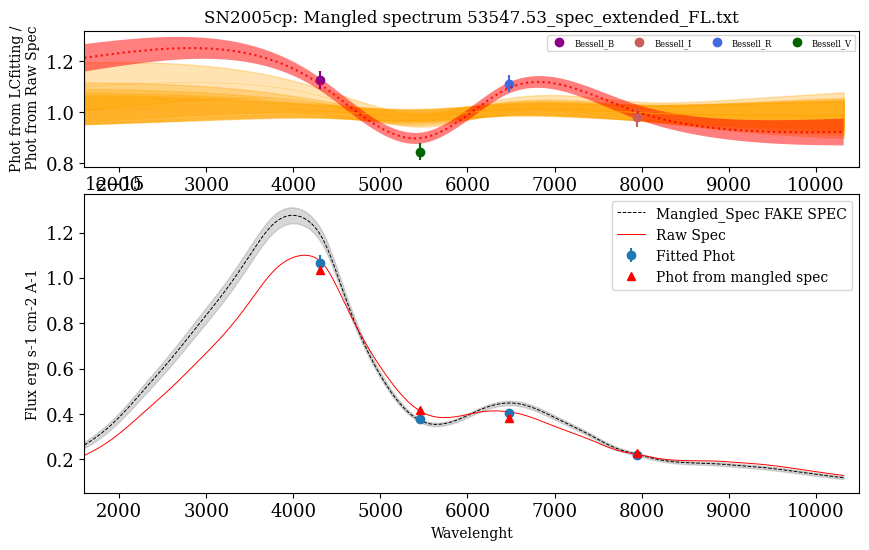 SN2005cp: Mangled spectrum 53547.53_spec_extended_FL.txt
Phot from LCfitting /
Phot from Raw Spec
1.2
1.0
0.8
Bessell_B
Bessell_I
Bessell_R
Bessell_V
2000 3000 4000 5000 6000 7000 8000 9000 10000
1e−15
Flux erg s-1 cm-2 A-1
1.2
1.0
0.8
0.6
0.4
0.2
Mangled_Spec FAKE SPEC
Raw Spec
Fitted Phot
Phot from mangled spec
2000 3000 4000 5000 6000 7000 8000 9000 10000
Wavelenght